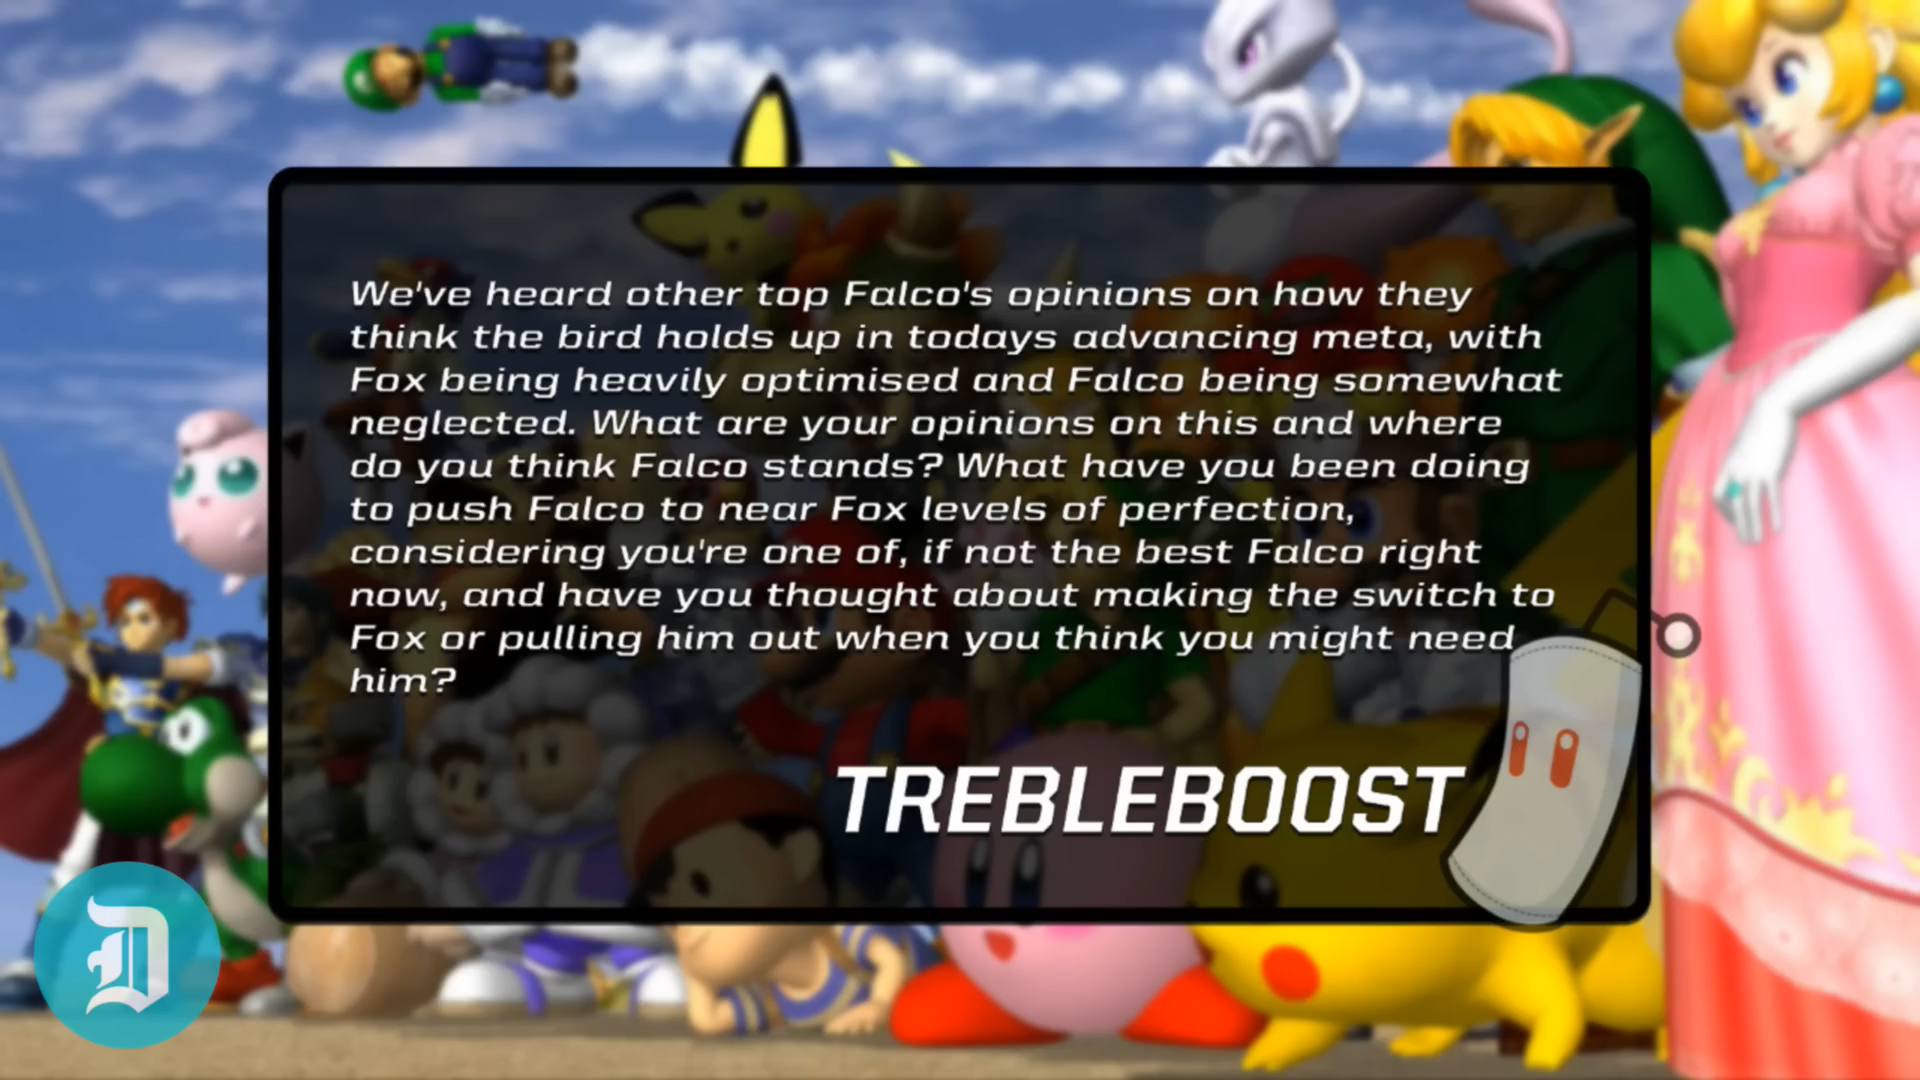 We've heard other top Falco's opinions on how they
think the bird holds up in todays advancing meta, with
Fox being heavily optimised and Falco being somewhat
neglected. What are your opinions on this and where
do you think Falco stands? What have you been doing
to push Falco to near Fox levels of perfection,
considering you're one of, if not the best Falco right
now, and have you thought about making the switch to
Fox or pulling him out when you think you might need
him?
TREBLEBOOST
D